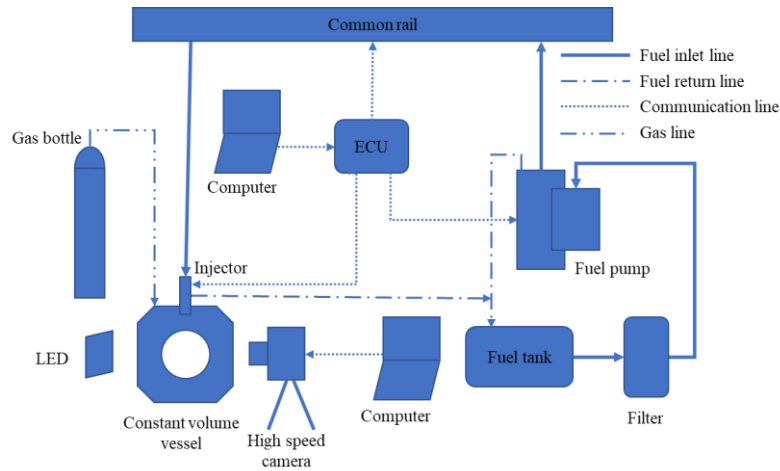 Common rail
Fuel inlet line
Fuel return line
Communication line
Gas line
Gas bottle
ECU
Computer
Injector
Fuel pump
LED
Fuel tank
Constant volume
vessel
High speed
camera
Computer
Filter